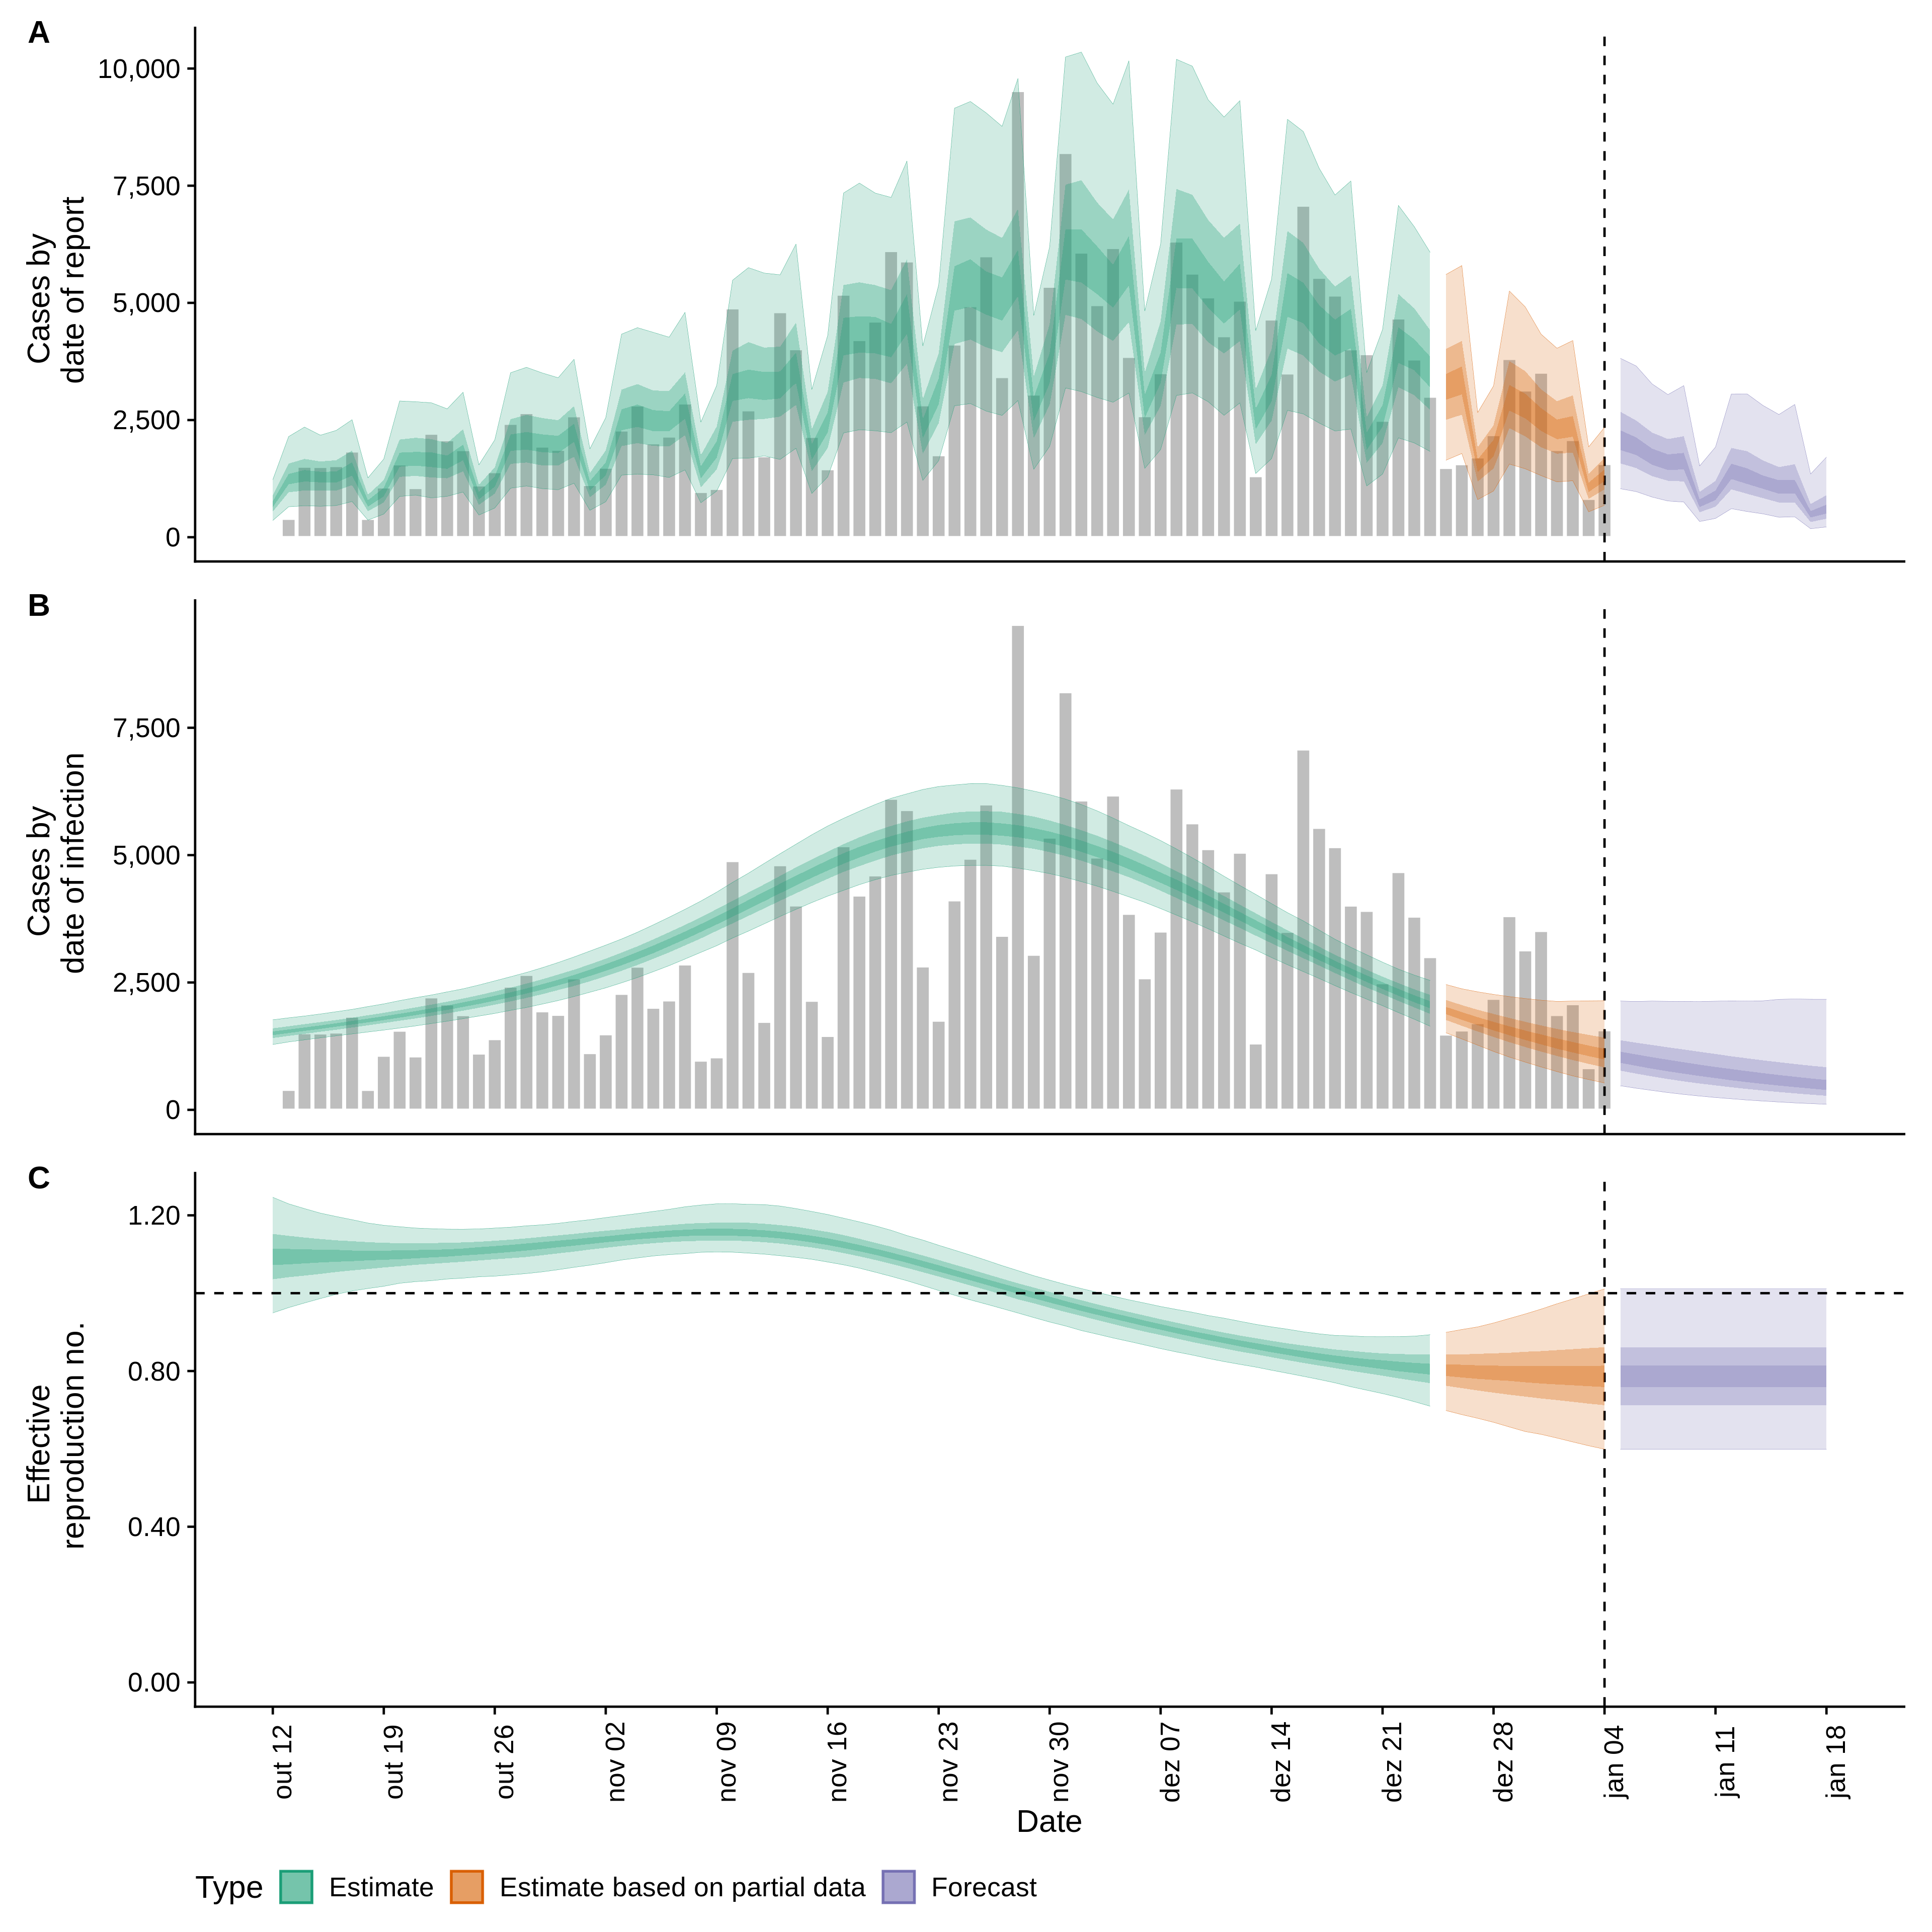 A
Cases by
date of report
10,000
7,500
5,000
2,500
0
B
Cases by
date of infection
7,500
5,000
2,500
0
C
Effective
reproduction no.
1.20
0.80
0.40
0.00
out 12
out 19
out 26
nov 02
nov 09
nov 16
nov 23
nov 30
dez 07
dez 14
dez 21
dez 28
jan 04
jan 11
jan 18
Date
Type Estimate Estimate based on partial data Forecast